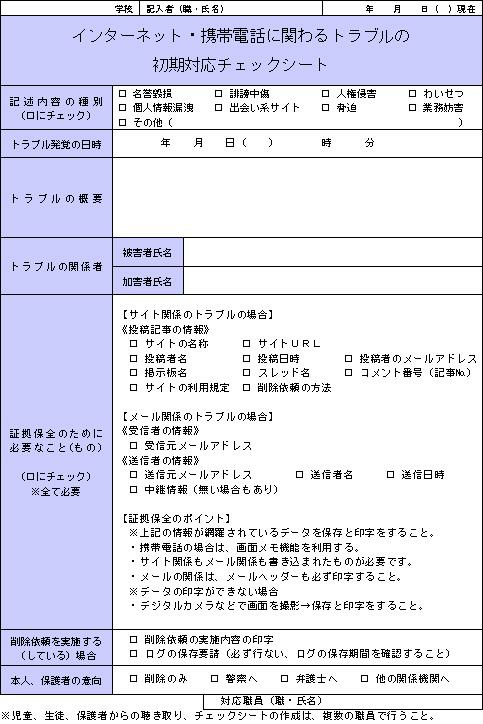 学校 記入者（職・氏名） 年 月 日（ ）現在
インターネット・携帯電話に関わるトラブルの
初期対応チェックシート
記述内容の種別
（口にチェック）
□ 名誉毀損 □ 誹謗中傷 □ 人権侵害 □ わいせつ
□ 個人情報漏洩 □ 出会い系サイト □ 脅迫 □ 業務妨害
□ その他（ ）
トラブル発覚の日時 年 月 日（ ） 時 分
トラブルの概要
トラブルの関係者
被害者氏名
加害者氏名
証拠保全のために
必要なこと（もの）
（口にチェック）
※全て必要
【サイト関係のトラブルの場合】
《投稿記事の情報》
□ サイトの名称 □ サイトＵＲＬ
□ 投稿者名 □ 投稿日時 □ 投稿者のメールアドレス
□ 掲示板名 □ スレッド名 □ コメント番号（記事No.）
□ サイトの利用規定 □ 削除依頼の方法
【メール関係のトラブルの場合】
《受信者の情報》
□ 受信元メールアドレス
《送信者の情報》
□ 送信元メールアドレス □ 送信者名 □ 送信日時
□ 中継情報（無い場合もあり）
【証拠保全のポイント】
※上記の情報が網羅されているデータを保存と印字をすること。
・携帯電話の場合は、画面メモ機能を利用する。
・サイト関係もメール関係も書き込まれたものが必要です。
・メールの関係は、メールヘッダーも必ず印字すること。
※データの印字ができない場合
・デジタルカメラなどで画面を撮影→保存と印字をすること。
削除依頼を実施する
（している）場合
□ 削除依頼の実施内容の印字
□ ログの保存要請（必ず行ない、ログの保存期間を確認すること）
本人、保護者の意向 □ 削除のみ □ 警察へ □ 弁護士へ □ 他の関係機関へ
対応職員（職・氏名）
※児童、生徒、保護者からの聴き取り、チェックシートの作成は、複数の職員で行うこと。